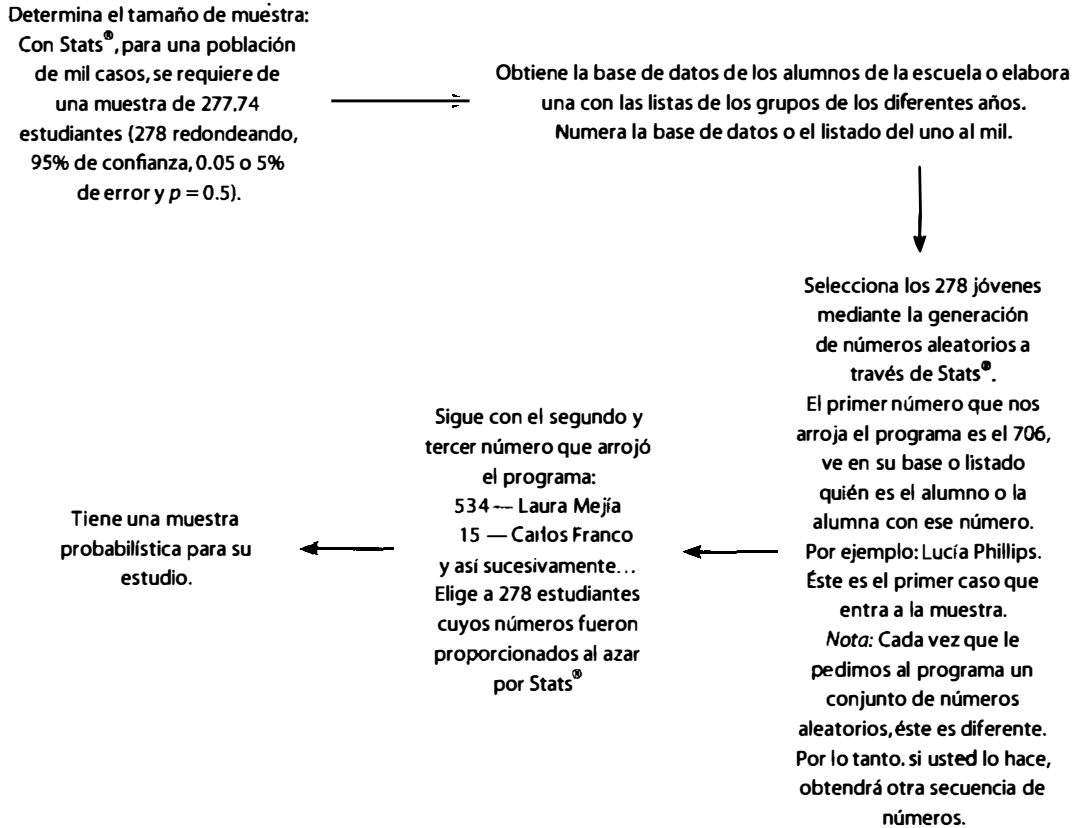 Determina el tamaño de muestra:
Con Stats®, para una población
de mil casos, se requiere de
una muestra de 277.74
estudiantes (278 redondeando,
95% de confianza, 0.05 o 5%
de error y p = 0.5).
Obtiene la base de datos de los alumnos de la escuela o elabora
una con las listas de los grupos de los diferentes años.
Numera la base de datos o el listado del uno al mil.
Selecciona los 278 jóvenes
mediante la generación
de números aleatorios a
través de Stats®.
El primer número que nos
arroja el programa es el 706,
ve en su base o listado
quién es el alumno o la
alumna con ese número.
Por ejemplo: Lucía Phillips.
Éste es el primer caso que
entra a la muestra.
Nota: Cada vez que le
pedimos al programa un
conjunto de números
aleatorios, éste es diferente.
Por lo tanto. si usted lo hace,
obtendrá otra secuencia de
números.
Sigue con el segundo y
tercer número que arrojó
el programa:
534 — Laura Mejía
15 — Carlos Franco
y así sucesivamente...
Elige a 278 estudiantes
cuyos números fueron
proporcionados al azar
por Stats®
Tiene una muestra
probabilística para su
estudio.